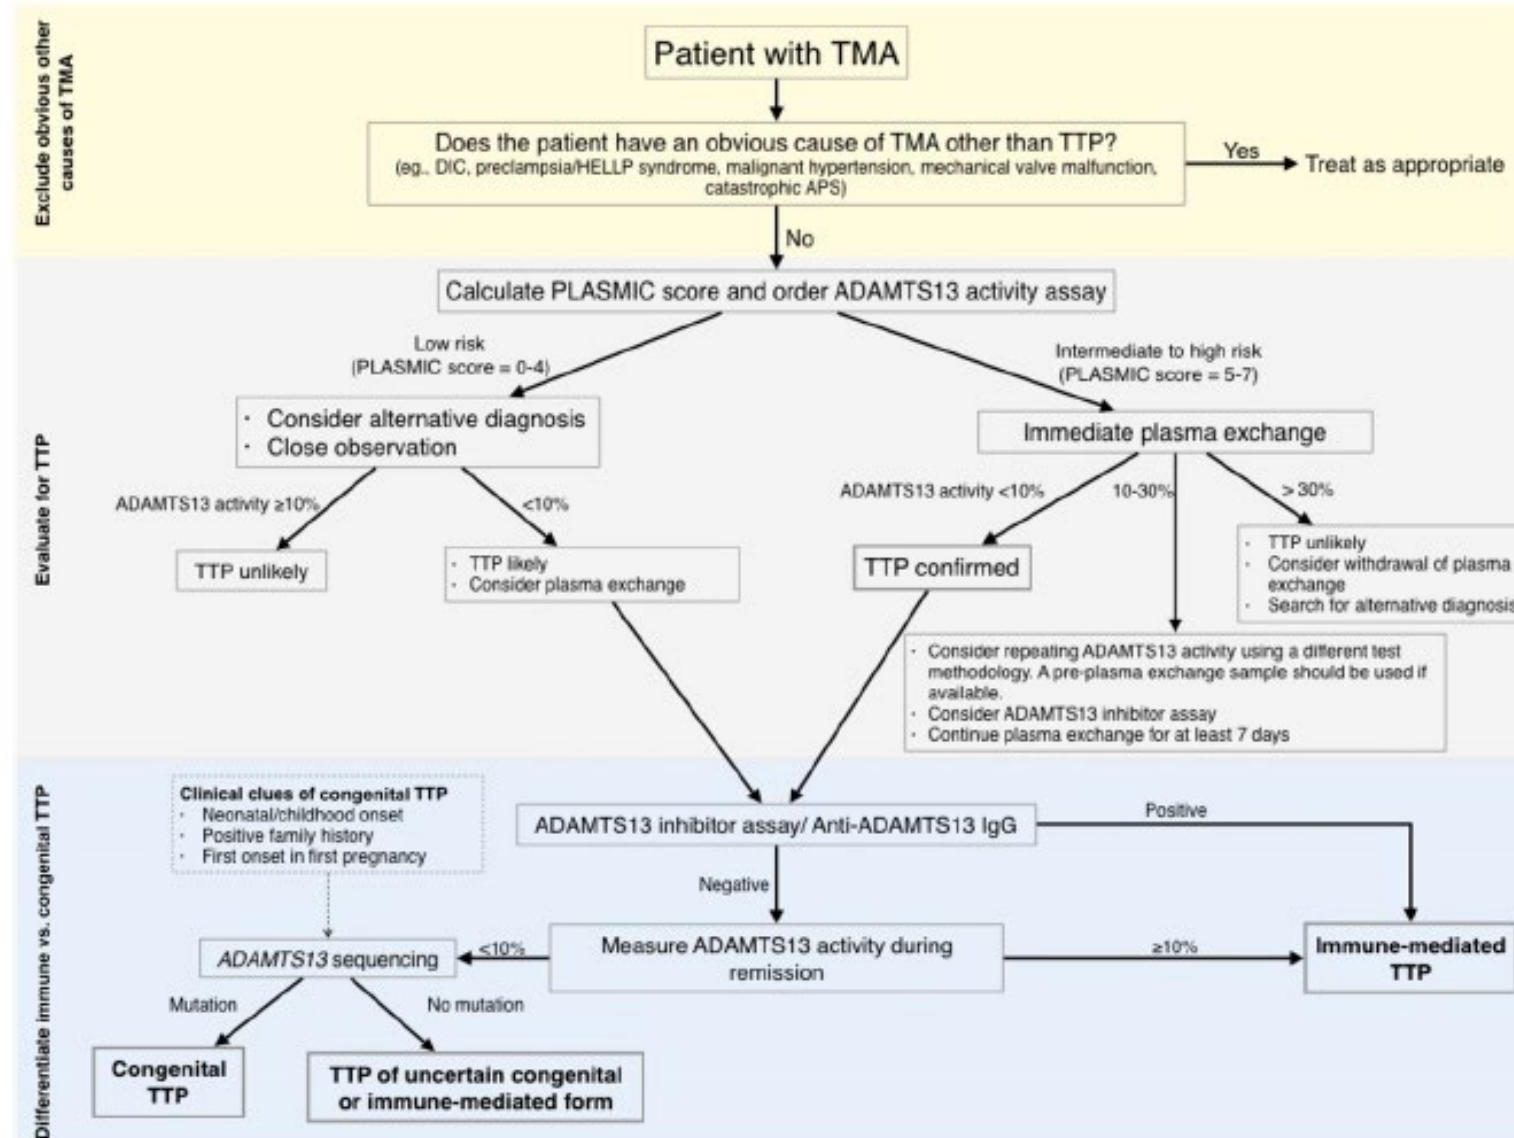 Exclude obvious other
causes of TMA
Patient with TMA
Does the patient have an obvious cause of TMA other than TTP?
(eg., DIC, preclampsia/HELLP syndrome, malignant hypertension, mechanical valve malfunction,
catastrophic APS)
Yes
Treat as appropriate
No
Evaluate for TTP
Calculate PLASMIC score and order ADAMTS13 activity assay
Low risk
(PLASMIC score = 0-4)
Intermediate to high risk
(PLASMIC score = 5-7)
· Consider alternative diagnosis
· Close observation
Immediate plasma exchange
ADAMTS13 activity ≥10%
<10%
ADAMTS13 activity <10%
10-30%
> 30%
TTP unlikely
· TTP likely
· Consider plasma exchange
TTP confirmed
· TTP unlikely
· Consider withdrawal of plasma
exchange
· Search for alternative diagnosis
· Consider repeating ADAMTS13 activity using a different test
methodology. A pre-plasma exchange sample should be used if
available.
· Consider ADAMTS13 inhibitor assay
· Continue plasma exchange for at least 7 days
Differentiate immune vs. congenital TTP
Clinical clues of congenital TTP
· Neonatal/childhood onset
· Positive family history
· First onset in first pregnancy
ADAMTS13 inhibitor assay/ Anti-ADAMTS13 IgG
Positive
Negative
ADAMTS13 sequencing
<10%
Measure ADAMTS13 activity during
remission
≥10%
Immune-mediated
TTP
Mutation
No mutation
Congenital
TTP
TTP of uncertain congenital
or immune-mediated form